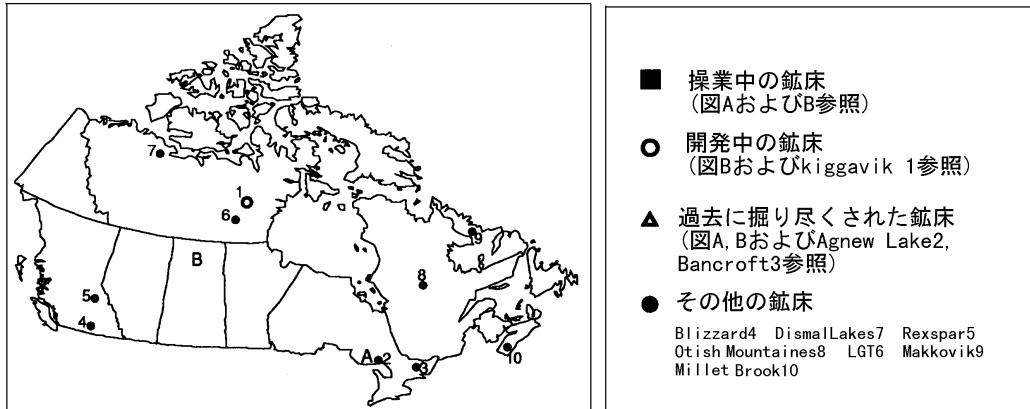 7
1
6
9
B
8
5
4
A 2
3
10
操業中の鉱床
(図AおよびB参照)
開発中の鉱床
(図Bおよびkiggavik 1参照)
過去に掘り尽くされた鉱床
(図A,BおよびAgnew Lake2,
Bancroft3参照)
その他の鉱床
Blizzard4 DismalLakes7 Rexspar5
Otish Mountaines8 LGT6 Makkovik9
Millet Brook10